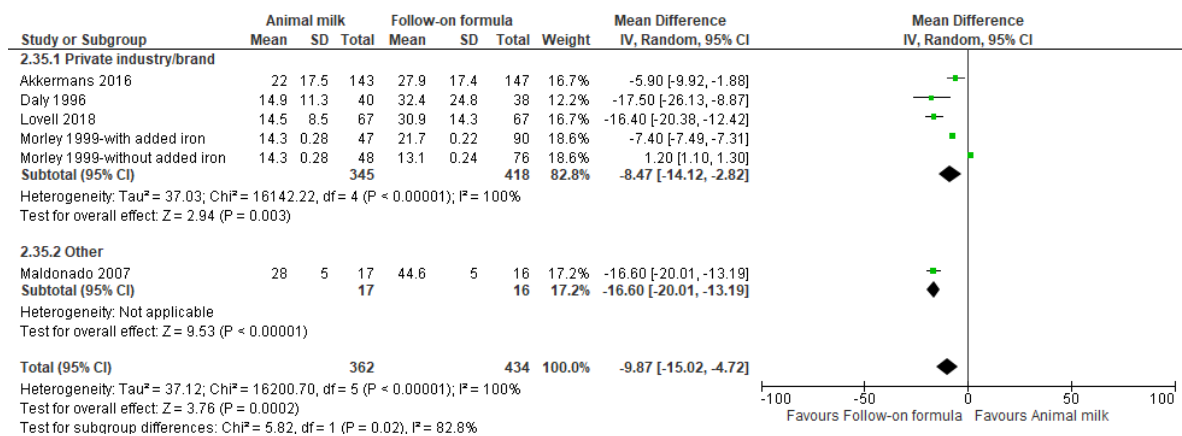 Animal milk Follow-on formula Mean Difference Mean Difference
Study or Subgroup Mean SD Total Mean SD Total Weight IV, Random, 95% CI IV, Random, 95% CI
2.35.1 Private industry/brand
Akkermans 2016 22 17.5 143 27.9 17.4 147 16.7% -5.90 [-9.92, -1.88]
Daly 1996 14.9 11.3 40 32.4 24.8 38 12.2% -17.50 [-26.13, -8.87]
Lovell 2018 14.5 8.5 67 30.9 14.3 67 16.7% -16.40 [-20.38, -12.42]
Morley 1999-with added iron 14.3 0.28 47 21.7 0.22 90 18.6% -7.40 [-7.49, -7.31]
Morley 1999-without added iron 14.3 0.28 48 13.1 0.24 76 18.6% 1.20 [1.10, 1.30]
Subtotal (95% CI) 345 418 82.8% -8.47 [-14.12, -2.82]
Heterogeneity: Tau² = 37.03; Chi² = 16142.22, df = 4 (P < 0.00001); I² = 100%
Test for overall effect: Z = 2.94 (P = 0.003)
2.35.2 Other
Maldonado 2007 28 5 17 44.6 5 16 17.2% -16.60 [-20.01, -13.19]
Subtotal (95% CI) 17 16 17.2% -16.60 [-20.01, -13.19]
Heterogeneity: Not applicable
Test for overall effect: Z = 9.53 (P < 0.00001)
Total (95% CI) 362 434 100.0% -9.87 [-15.02, -4.72]
Heterogeneity: Tau² = 37.12; Chi² = 16200.70, df = 5 (P < 0.00001); I² = 100%
Test for overall effect: Z = 3.76 (P = 0.0002)
Test for subgroup differences: Chi² = 5.82, df = 1 (P = 0.02), I² = 82.8%
-100 -50 0 50 100
Favours Follow-on formula Favours Animal milk